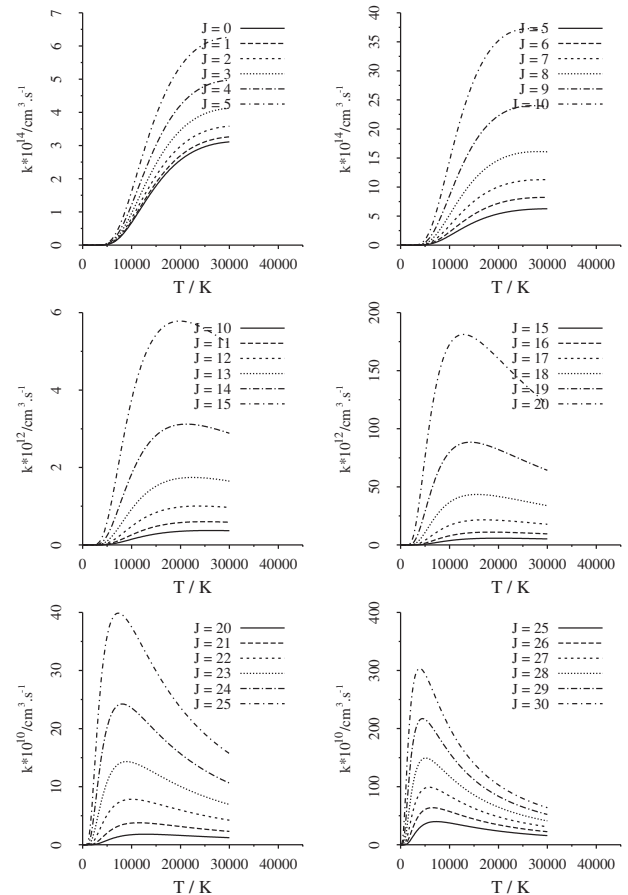 k*10^14/cm^3.s^-1
7
6
5
4
3
2
1
0
J = 0
J = 1
J = 2
J = 3
J = 4
J = 5
0 10000 20000 30000 40000
T / K
k*10^14/cm^3.s^-1
40
35
30
25
20
15
10
5
0
J = 5
J = 6
J = 7
J = 8
J = 9
J = 10
0 10000 20000 30000 40000
T / K
k*10^12/cm^3.s^-1
6
4
2
0
J = 10
J = 11
J = 12
J = 13
J = 14
J = 15
0 10000 20000 30000 40000
T / K
k*10^12/cm^3.s^-1
200
150
100
50
0
J = 15
J = 16
J = 17
J = 18
J = 19
J = 20
0 10000 20000 30000 40000
T / K
k*10^10/cm^3.s^-1
40
30
20
10
0
J = 20
J = 21
J = 22
J = 23
J = 24
J = 25
0 10000 20000 30000 40000
T / K
k*10^10/cm^3.s^-1
400
300
200
100
0
J = 25
J = 26
J = 27
J = 28
J = 29
J = 30
0 10000 20000 30000 40000
T / K